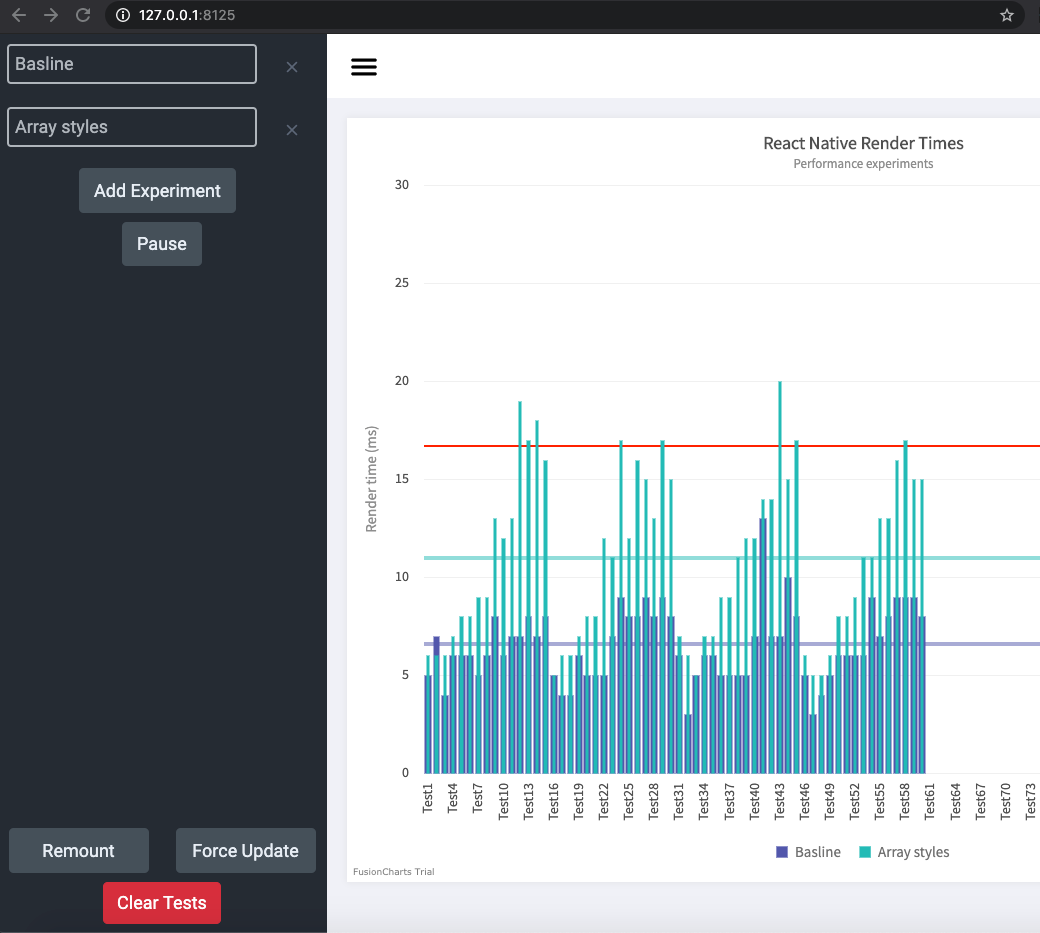 127.0.0.1:8125
Basline
Array styles
Add Experiment
Pause
React Native Render Times
Performance experiments
30
25
20
15
10
5
0
Render time (ms)
Test1 Test4 Test7 Test10 Test13 Test16 Test19 Test22 Test25 Test28 Test31 Test34 Test37 Test40 Test43 Test46 Test49 Test52 Test55 Test58 Test61 Test64 Test67 Test70 Test73
Basline Array styles
FusionCharts Trial
Remount Force Update
Clear Tests